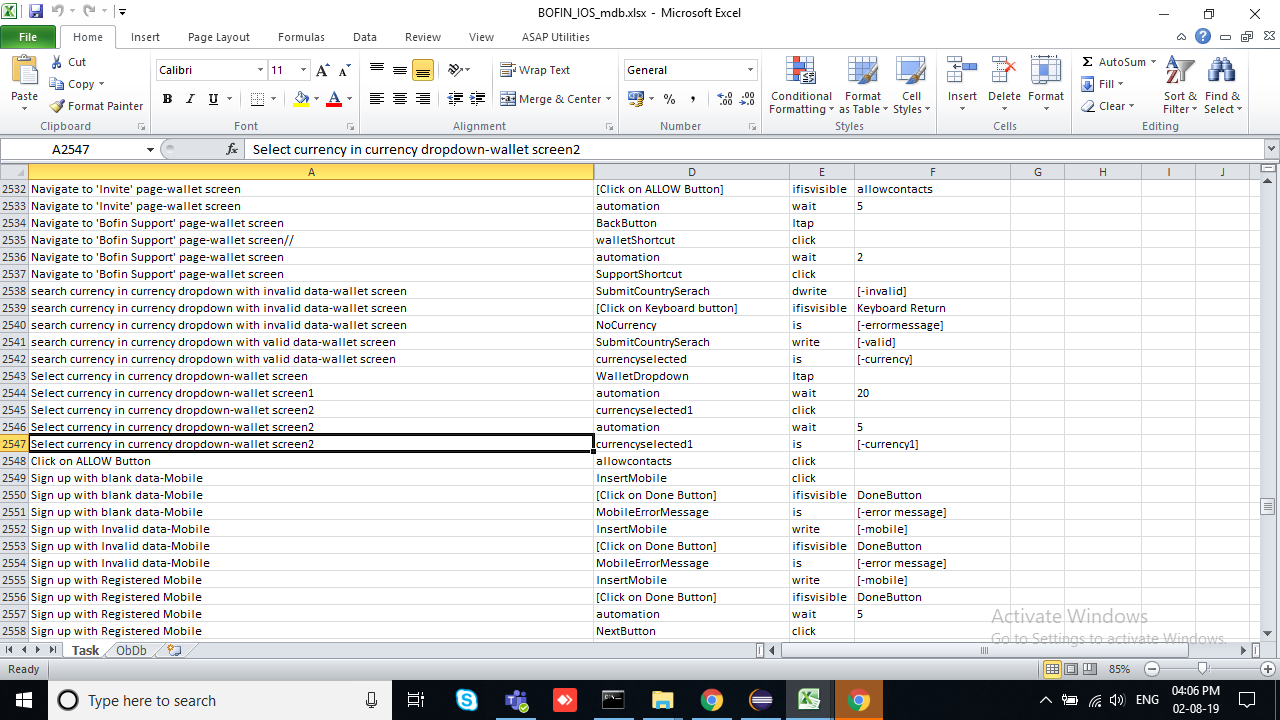 BOFIN_IOS_mdb.xlsx - Microsoft Excel
File Home Insert Page Layout Formulas Data Review View ASAP Utilities
Paste Cut Calibri 11 Wrap Text General Conditional Formatting Format as Table Cell Styles Insert Delete Format AutoSum Sort & Filter Find & Select
Copy Fill
Format Painter B I U Merge & Center % , Clear
Clipboard Font Alignment Number Styles Cells Editing
A2547 fx Select currency in currency dropdown-wallet screen2
A D E F G H I J
2532 Navigate to 'Invite' page-wallet screen [Click on ALLOW Button] ifisvisible allowcontacts
2533 Navigate to 'Invite' page-wallet screen automation wait 5
2534 Navigate to 'Bofin Support' page-wallet screen BackButton ltap
2535 Navigate to 'Bofin Support' page-wallet screen// walletShortcut click
2536 Navigate to 'Bofin Support' page-wallet screen automation wait 2
2537 Navigate to 'Bofin Support' page-wallet screen SupportShortcut click
2538 search currency in currency dropdown with invalid data-wallet screen SubmitCountrySerach dwrite [-invalid]
2539 search currency in currency dropdown with invalid data-wallet screen [Click on Keyboard button] ifisvisible Keyboard Return
2540 search currency in currency dropdown with invalid data-wallet screen NoCurrency is [-errormessage]
2541 search currency in currency dropdown with valid data-wallet screen SubmitCountrySerach write [-valid]
2542 search currency in currency dropdown with valid data-wallet screen currencyselected is [-currency]
2543 Select currency in currency dropdown-wallet screen WalletDropdown ltap
2544 Select currency in currency dropdown-wallet screen1 automation wait 20
2545 Select currency in currency dropdown-wallet screen2 currencyselected1 click
2546 Select currency in currency dropdown-wallet screen2 automation wait 5
2547 Select currency in currency dropdown-wallet screen2 currencyselected1 is [-currency1]
2548 Click on ALLOW Button allowcontacts click
2549 Sign up with blank data-Mobile InsertMobile click
2550 Sign up with blank data-Mobile [Click on Done Button] ifisvisible DoneButton
2551 Sign up with blank data-Mobile MobileErrorMessage is [-error message]
2552 Sign up with Invalid data-Mobile InsertMobile write [-mobile]
2553 Sign up with Invalid data-Mobile [Click on Done Button] ifisvisible DoneButton
2554 Sign up with Invalid data-Mobile MobileErrorMessage is [-error message]
2555 Sign up with Registered Mobile InsertMobile write [-mobile]
2556 Sign up with Registered Mobile [Click on Done Button] ifisvisible DoneButton
2557 Sign up with Registered Mobile automation wait 5
2558 Sign up with Registered Mobile NextButton click
Activate Windows
Go to Settings to activate Windows.
Task ObDb
Ready 85%
Type here to search ENG 04:06 PM
02-08-19